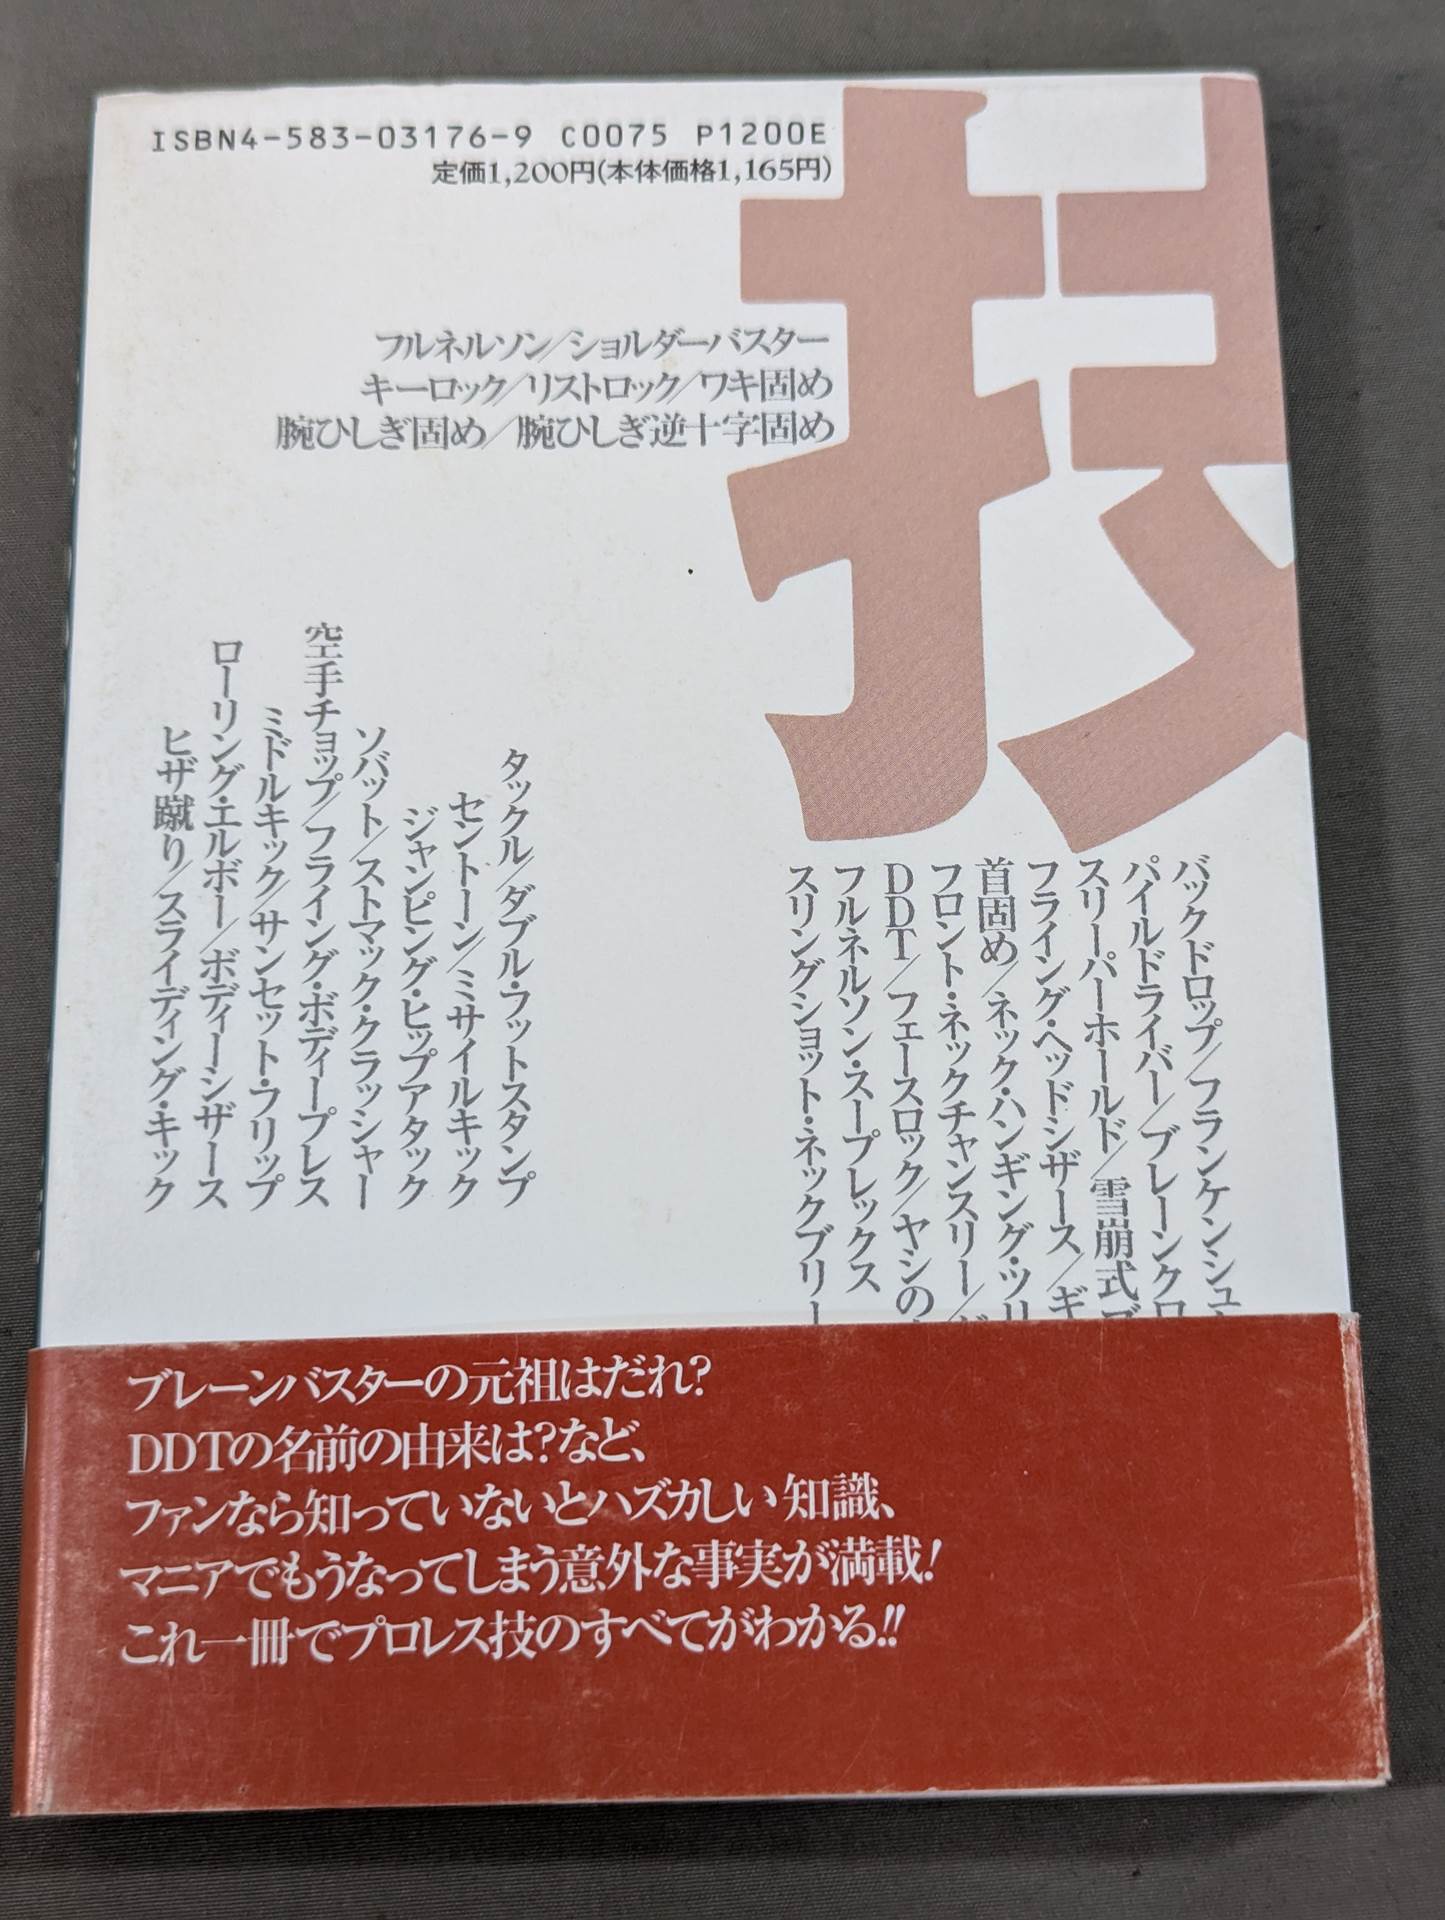 ISBN4-583-03176-9 C0075 P1200E
定価1,200円(本体価格1,165円)
技
フルネルソン/ショルダーバスター
キーロック/リストロック/ワキ固め
腕ひしぎ固め/腕ひしぎ逆十字固め
バックドロップ/フランケンシュ
パイルドライバー/ブレーンクロ
スリーパーホールド/雪崩式ブ
フライング・ヘッドシザース/ギ
首固め/ネック・ハンギング・ツリ
フロント・ネックチャンスリー/
DDT/フェースロック/ヤシの
フルネルソン・スープレックス
スリングショット・ネックブリー
タックル/ダブル・フットスタンプ
セントーン/ミサイルキック
ジャンピング・ヒップアタック
ソバット/ストマック・クラッシャー
空手チョップ/フライング・ボディープレス
ミドルキック/サンセット・フリップ
ローリング・エルボー/ボディーシザース
ヒザ蹴り/スライディング・キック
ブレーンバスターの元祖はだれ?
DDTの名前の由来は?など、
ファンなら知っていないとハズカしい知識、
マニアでもうなってしまう意外な事実が満載!
これ一冊でプロレス技のすべてがわかる!!